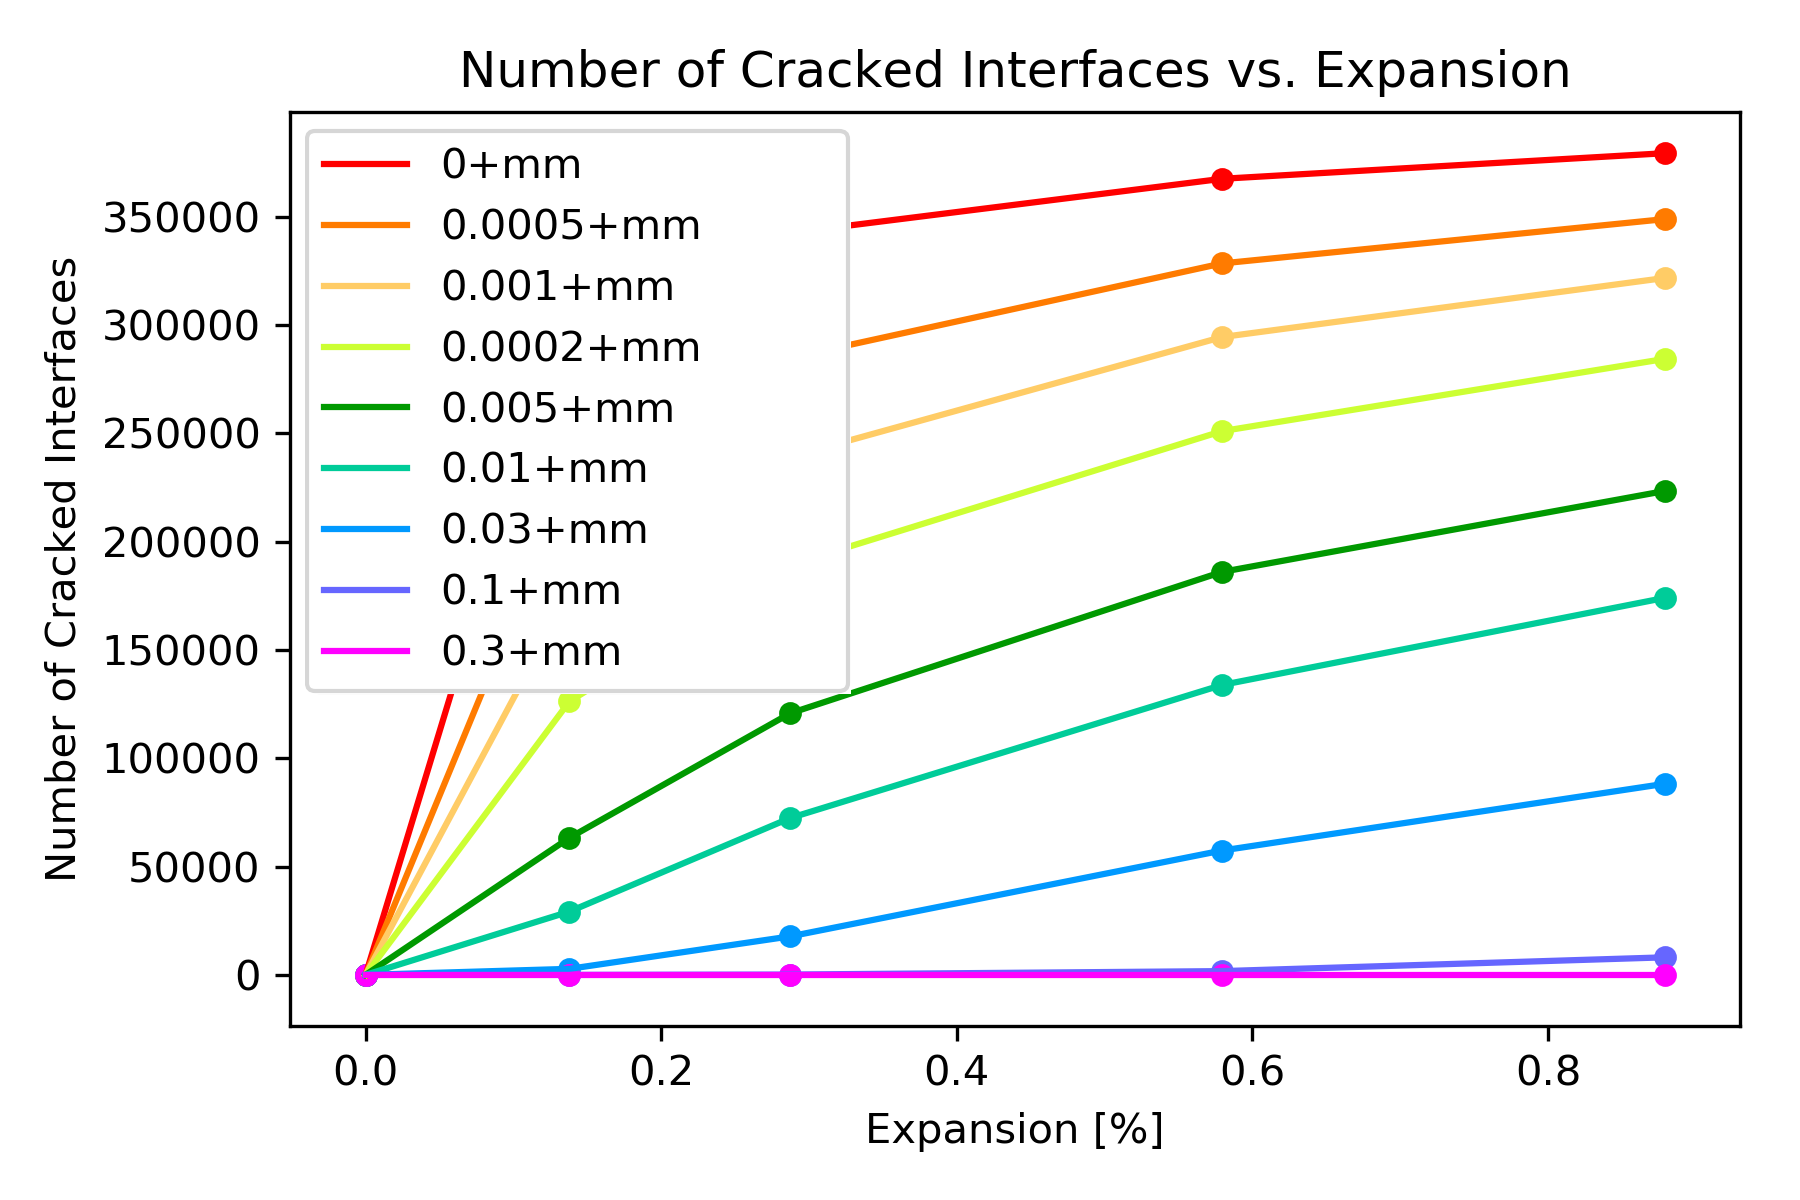 Number of Cracked Interfaces vs. Expansion
0+mm
0.0005+mm
0.001+mm
0.0002+mm
0.005+mm
0.01+mm
0.03+mm
0.1+mm
0.3+mm
Number of Cracked Interfaces
350000
300000
250000
200000
150000
100000
50000
0
0.0 0.2 0.4 0.6 0.8
Expansion [%]